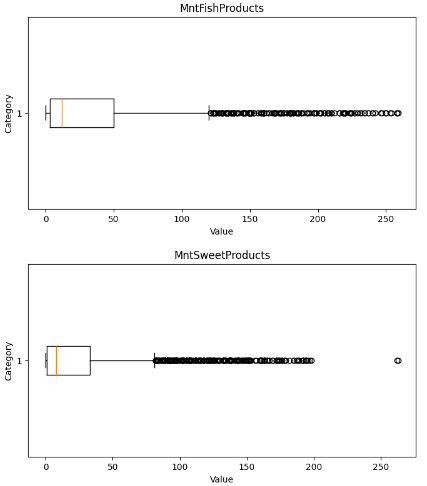 MntFishProducts
Category
1
0 50 100 150 200 250
Value
MntSweetProducts
Category
1
0 50 100 150 200 250
Value